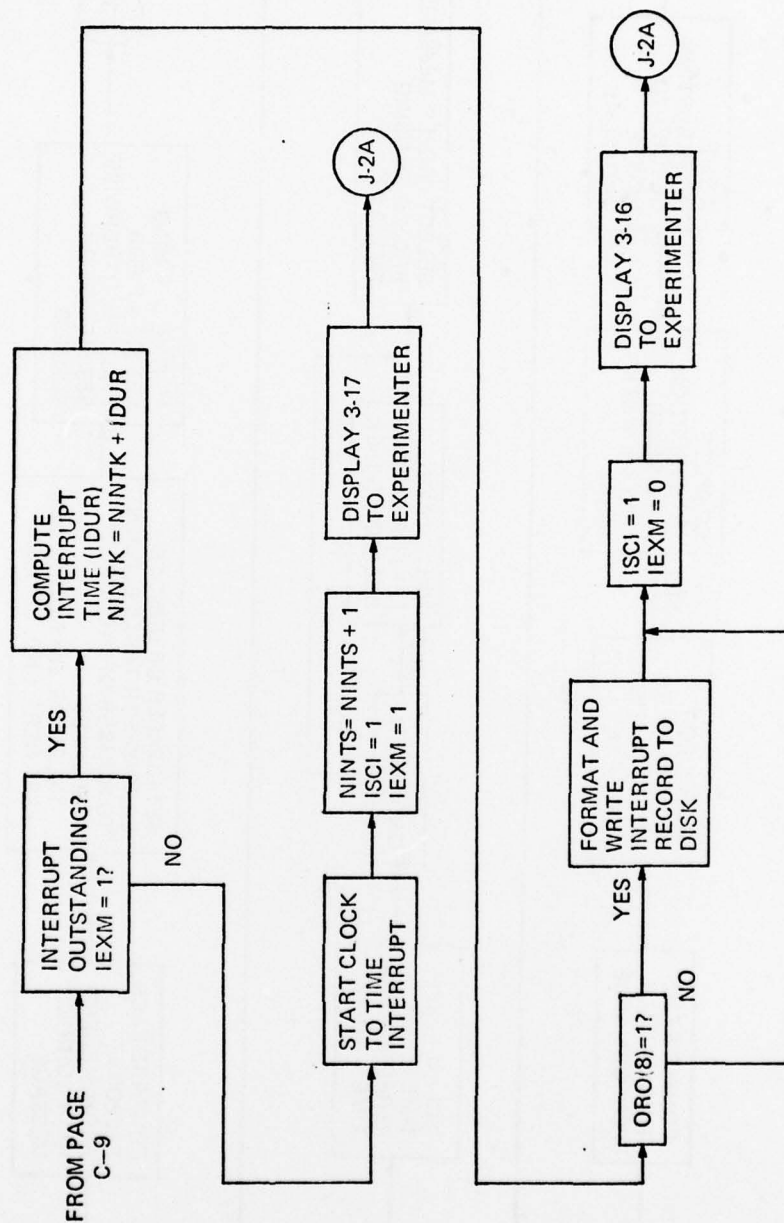 FROM PAGE
C-9
INTERRUPT
OUTSTANDING?
IEXM = 1?
YES
NO
COMPUTE
INTERRUPT
TIME (IDUR)
NINTK = NINTK + IDUR
START CLOCK
TO TIME
INTERRUPT
NINTS= NINTS + 1
ISCI = 1
IEXM = 1
DISPLAY 3-17
TO
EXPERIMENTER
J-2A
ORO(8)=1?
YES
NO
FORMAT AND
WRITE
INTERRUPT
RECORD TO
DISK
ISCI = 1
IEXM = 0
DISPLAY 3-16
TO
EXPERIMENTER
J-2A